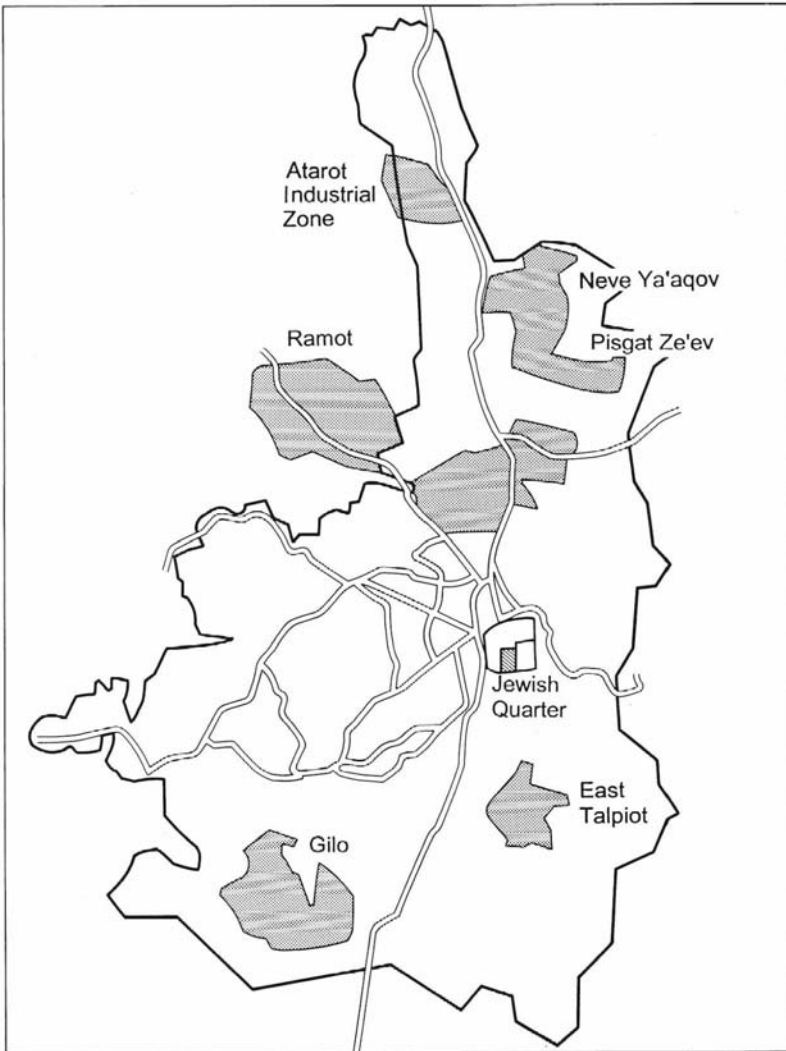 Atarot
Industrial
Zone
Neve Ya'aqov
Pisgat Ze'ev
Ramot
Jewish
Quarter
East
Talpiot
Gilo